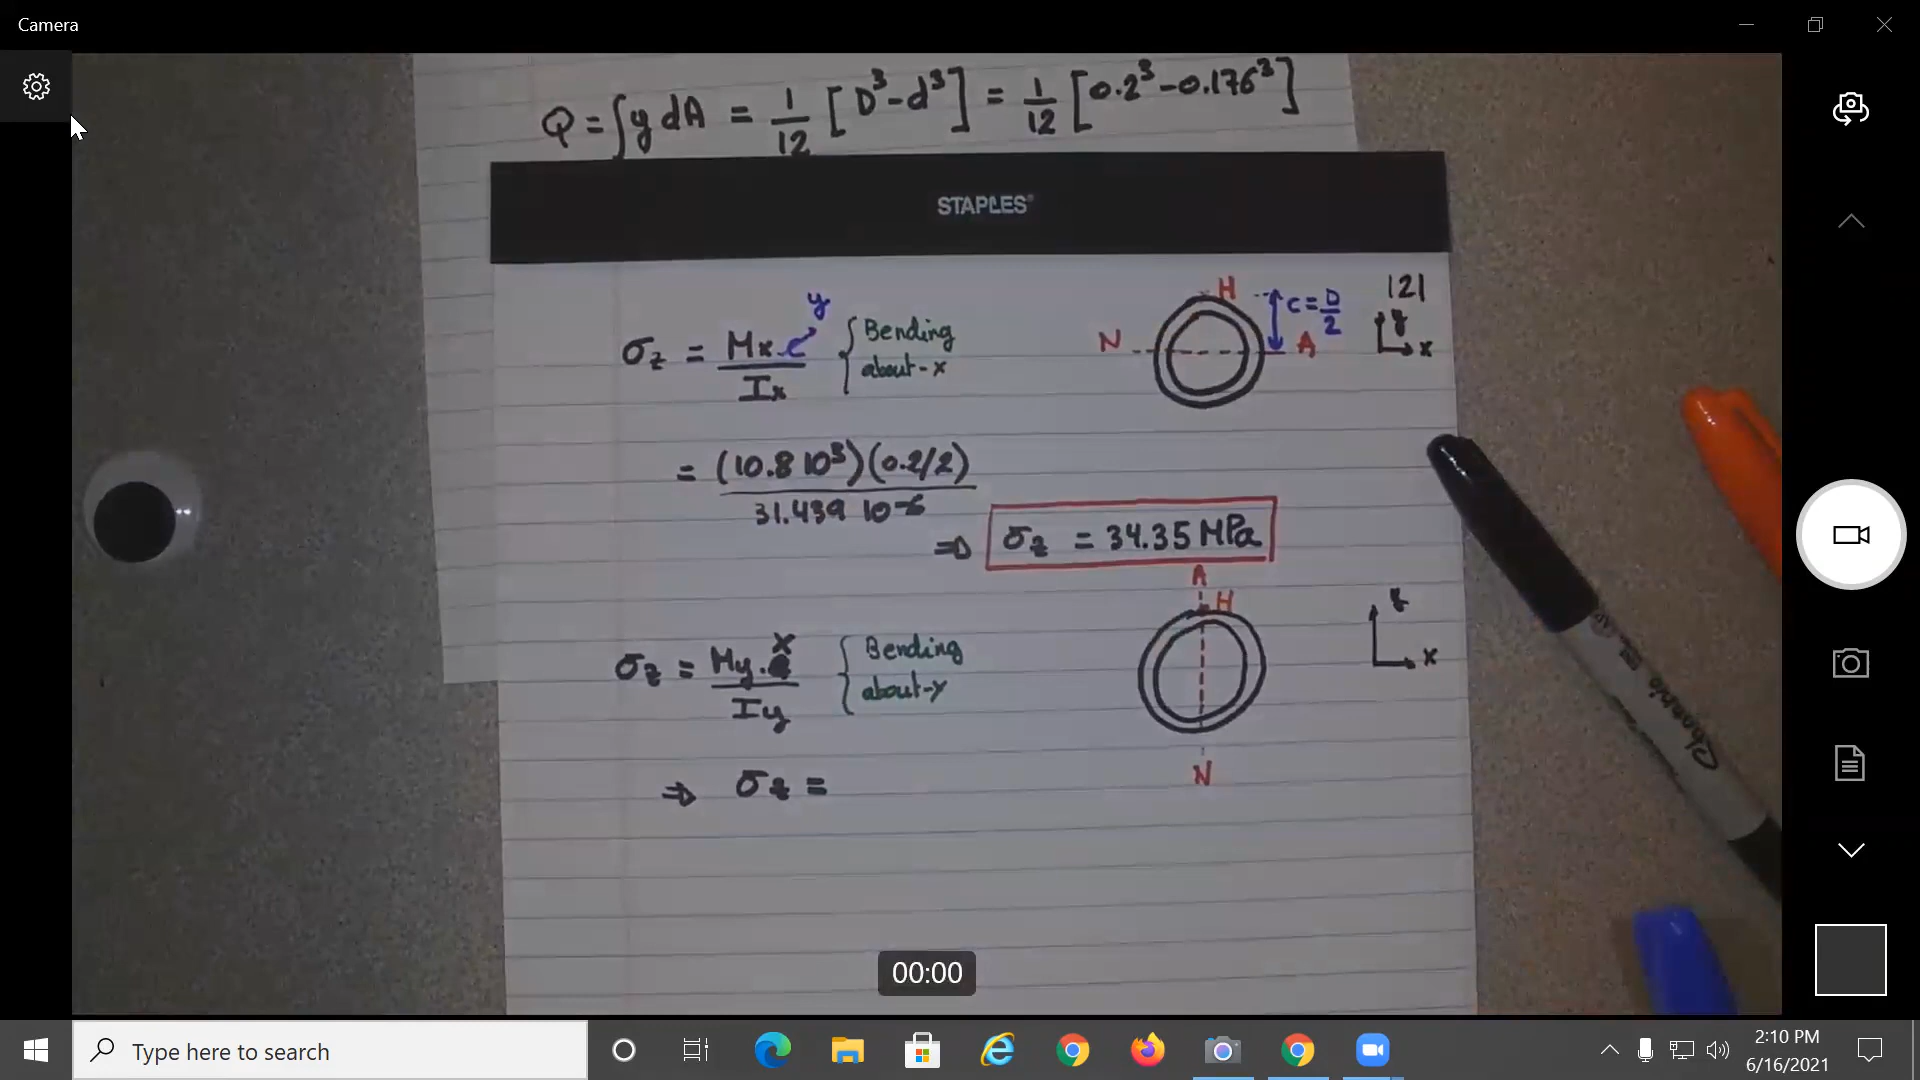 Camera
Q = ∫ y dA = 1/12 [D³ - d³] = 1/12 [0.2³ - 0.176³]
STAPLES
H
C = D/2
121
y
x
N
A
σz = Mx.c / Ix
y
{ Bending
about-x
= (10.8 10³)(0.2/2) / 31.439 10⁻⁶
⇒ σz = 34.35 MPa
A
H
y
x
σz = My.x / Iy
{ Bending
about-y
N
⇒ σz =
Sharpie
00:00
Type here to search
2:10 PM
6/16/2021